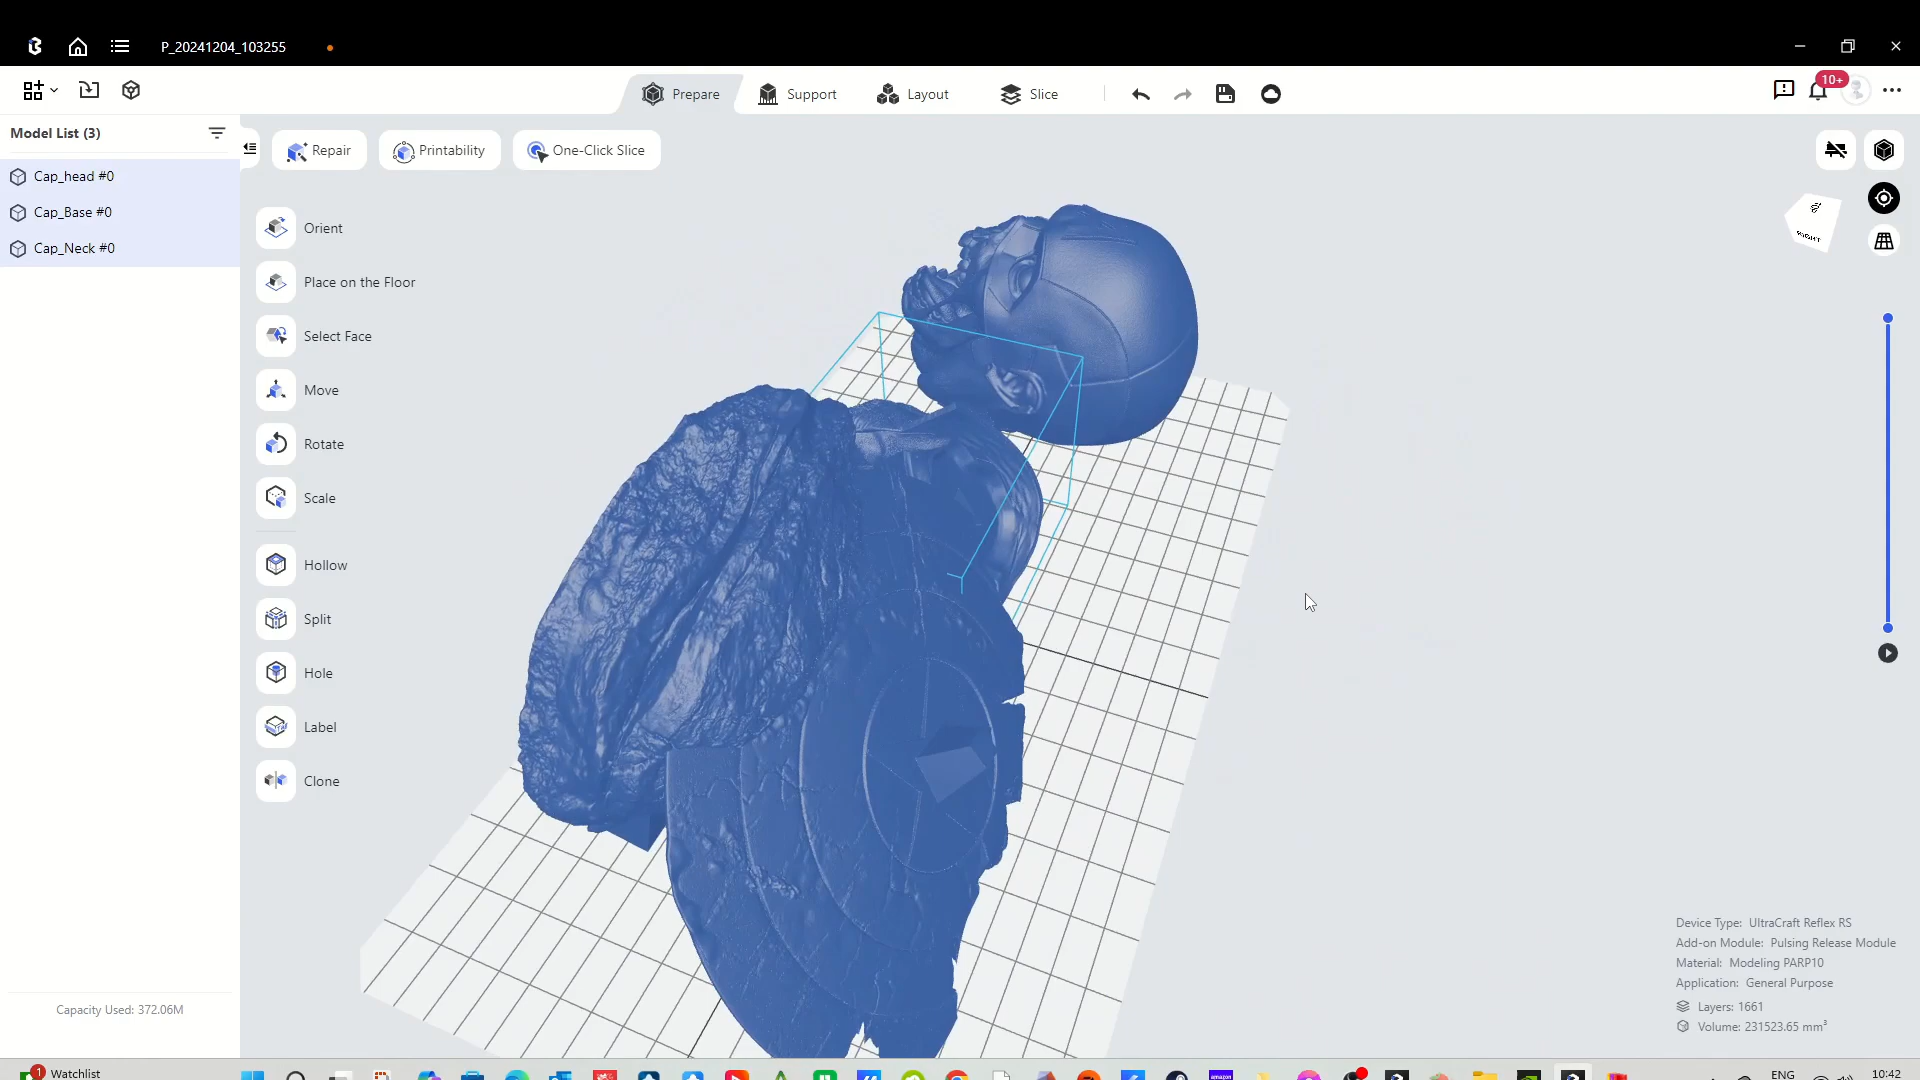 P_20241204_103255
Prepare
Support
Layout
Slice
10+
Model List (3)
Repair
Printability
One-Click Slice
Cap_head #0
Cap_Base #0
Cap_Neck #0
RIGHT
Orient
Place on the Floor
Select Face
Move
Rotate
Scale
Hollow
Split
Hole
Label
Clone
Device Type: UltraCraft Reflex RS
Add-on Module: Pulsing Release Module
Material: Modeling PARP10
Application: General Purpose
Layers: 1661
Volume: 231523.65 mm³
Capacity Used: 372.06M
1
Watchlist
amazon
ENG
10:42